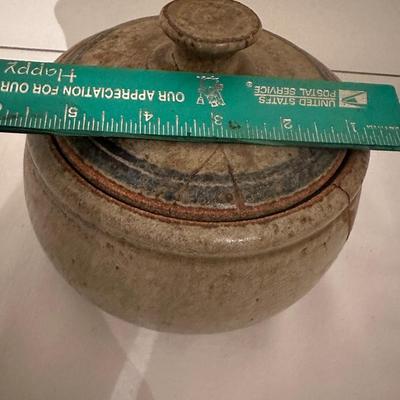 Happy
OUR APPRECIATION FOR OUR
UNITED STATES
POSTAL SERVICE
5 4 3 2 1